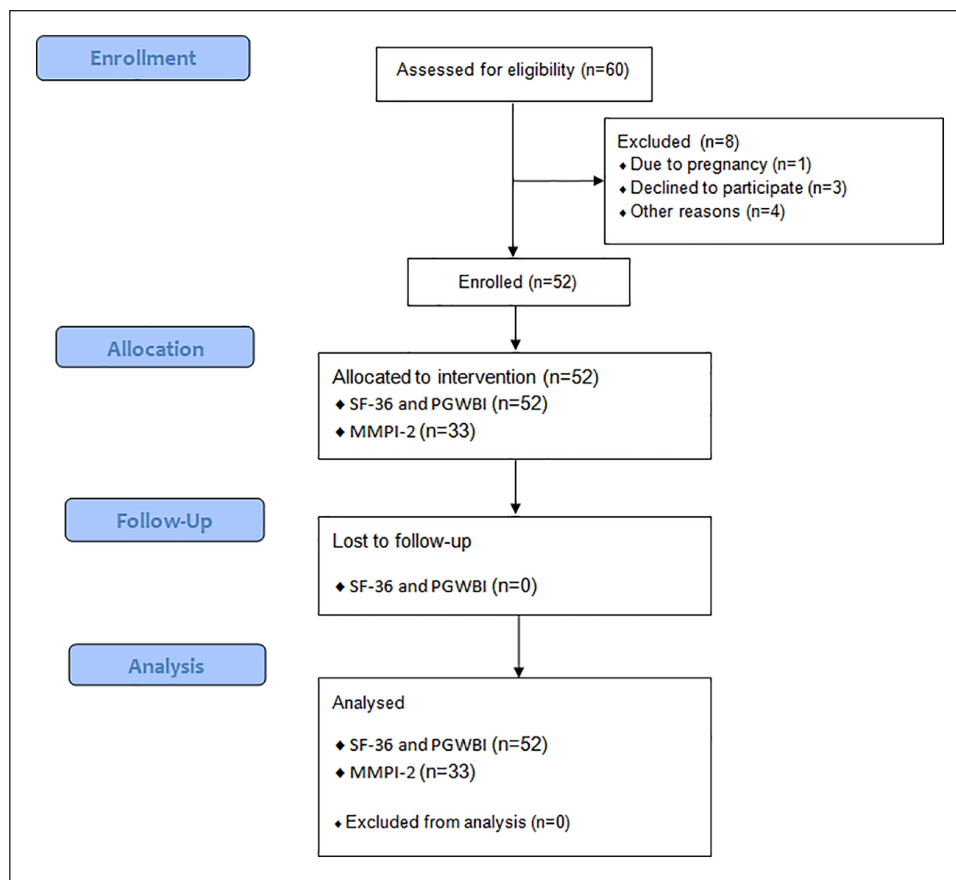 Enrollment
Assessed for eligibility (n=60)
Excluded (n=8)
♦ Due to pregnancy (n=1)
♦ Declined to participate (n=3)
♦ Other reasons (n=4)
Enrolled (n=52)
Allocation
Allocated to intervention (n=52)
♦ SF-36 and PGWBI (n=52)
♦ MMPI-2 (n=33)
Follow-Up
Lost to follow-up
♦ SF-36 and PGWBI (n=0)
Analysis
Analysed
♦ SF-36 and PGWBI (n=52)
♦ MMPI-2 (n=33)
♦ Excluded from analysis (n=0)